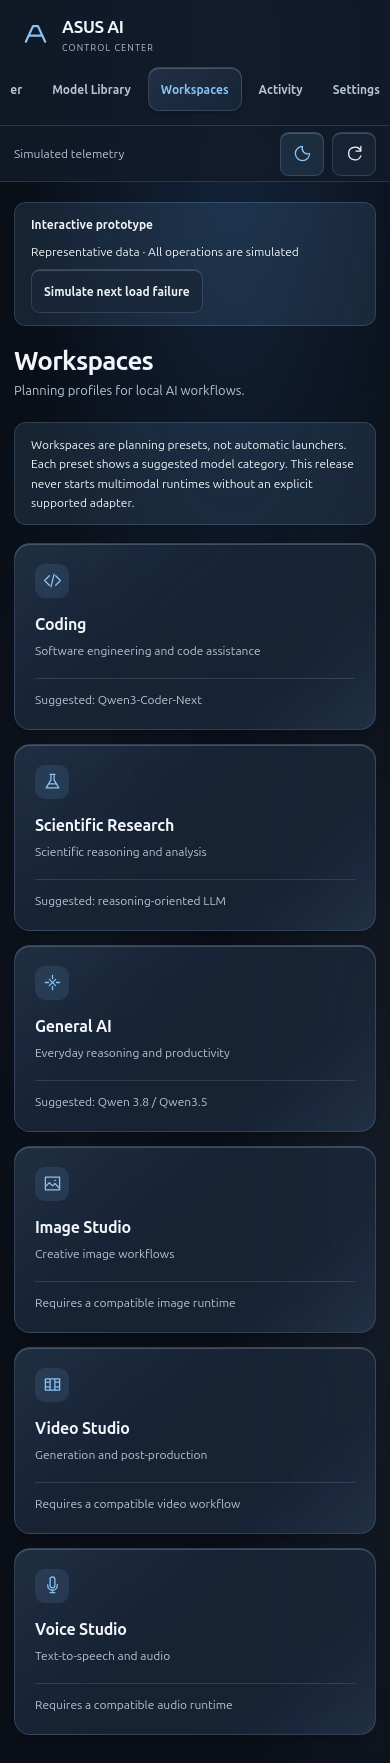 ASUS AI
CONTROL CENTER
er Model Library Workspaces Activity Settings
Simulated telemetry
Interactive prototype
Representative data · All operations are simulated
Simulate next load failure
Workspaces
Planning profiles for local AI workflows.
Workspaces are planning presets, not automatic launchers.
Each preset shows a suggested model category. This release
never starts multimodal runtimes without an explicit
supported adapter.
Coding
Software engineering and code assistance
Suggested: Qwen3-Coder-Next
Scientific Research
Scientific reasoning and analysis
Suggested: reasoning-oriented LLM
General AI
Everyday reasoning and productivity
Suggested: Qwen 3.8 / Qwen3.5
Image Studio
Creative image workflows
Requires a compatible image runtime
Video Studio
Generation and post-production
Requires a compatible video workflow
Voice Studio
Text-to-speech and audio
Requires a compatible audio runtime